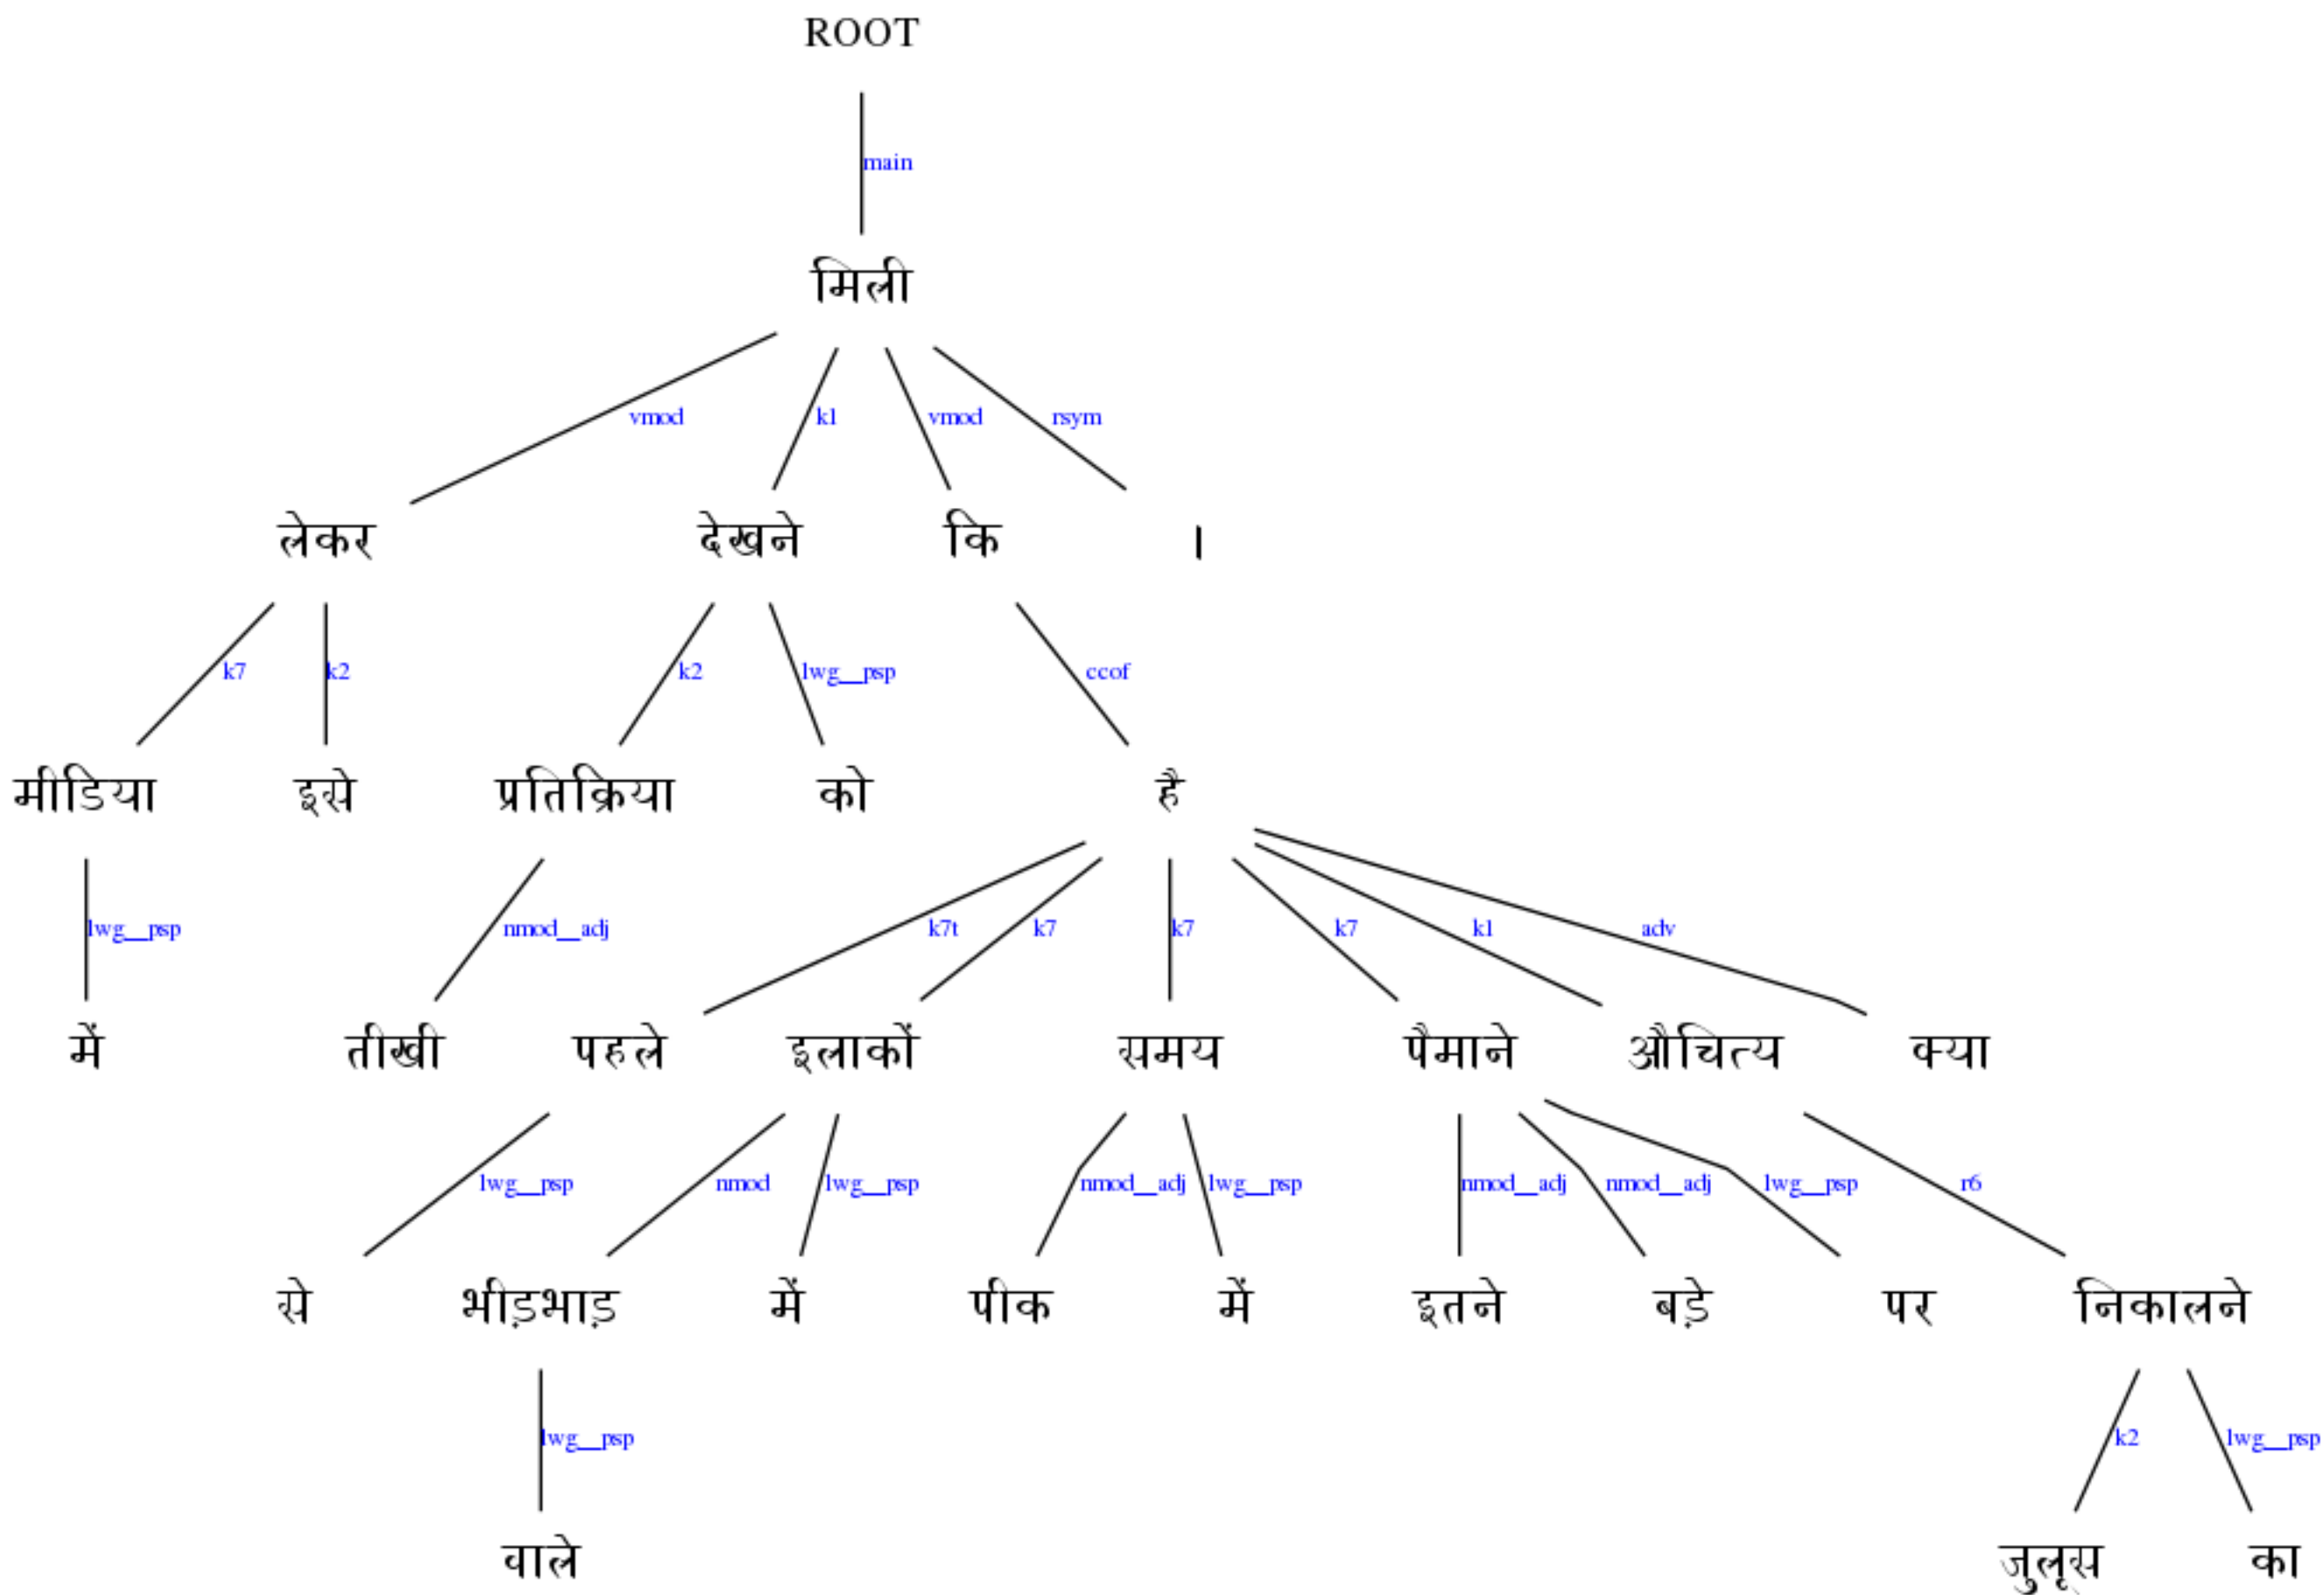 ROOT
main
मिली
vmod k1 vmod rsym
लेकर देखने कि ।
k7 k2 k2 lwg__psp ccof
मीडिया इसे प्रतिक्रिया को है
lwg__psp nmod__adj k7t k7 k7 k7 k1 adv
में तीखी पहले इलाकों समय पैमाने औचित्य क्या
lwg__psp nmod lwg__psp nmod__adj lwg__psp nmod__adj nmod__adj lwg__psp r6
से भीड़भाड़ में पीक में इतने बड़े पर निकालने
lwg__psp k2 lwg__psp
वाले जुलूस का